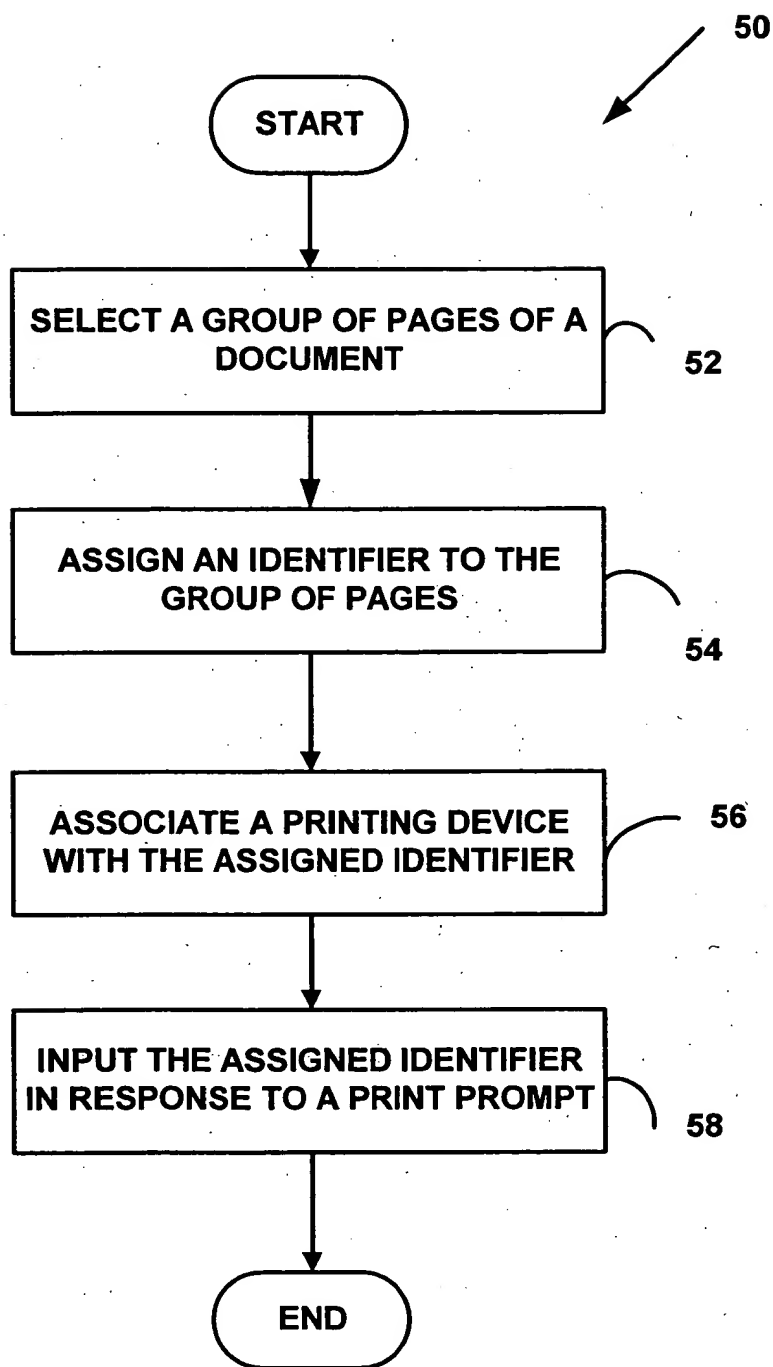 50
START
SELECT A GROUP OF PAGES OF A
DOCUMENT
52
ASSIGN AN IDENTIFIER TO THE
GROUP OF PAGES
54
ASSOCIATE A PRINTING DEVICE
WITH THE ASSIGNED IDENTIFIER
56
INPUT THE ASSIGNED IDENTIFIER
IN RESPONSE TO A PRINT PROMPT
58
END